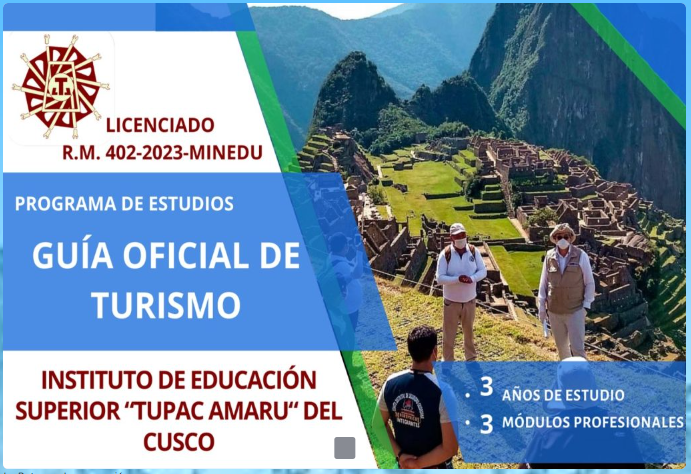 LICENCIADO
R.M. 402-2023-MINEDU
PROGRAMA DE ESTUDIOS
GUÍA OFICIAL DE
TURISMO
INSTITUTO DE EDUCACIÓN
SUPERIOR “TUPAC AMARU“ DEL
CUSCO
• 3 AÑOS DE ESTUDIO
• 3 MÓDULOS PROFESIONALES